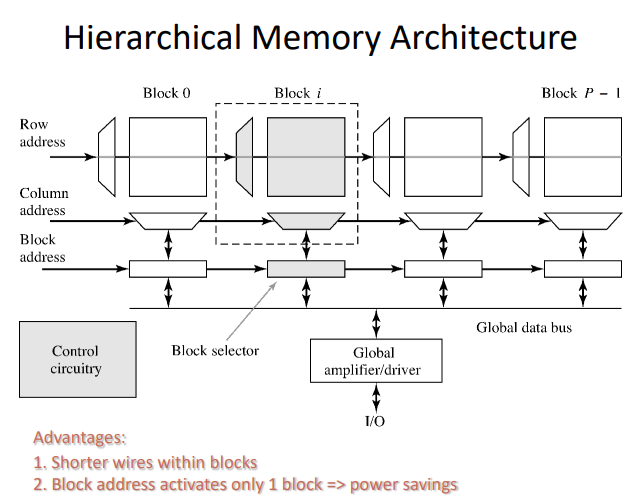 Hierarchical Memory Architecture
Block 0
Block i
Block P − 1
Row
address
Column
address
Block
address
Global data bus
Control
circuitry
Block selector
Global
amplifier/driver
I/O
Advantages:
1. Shorter wires within blocks
2. Block address activates only 1 block => power savings